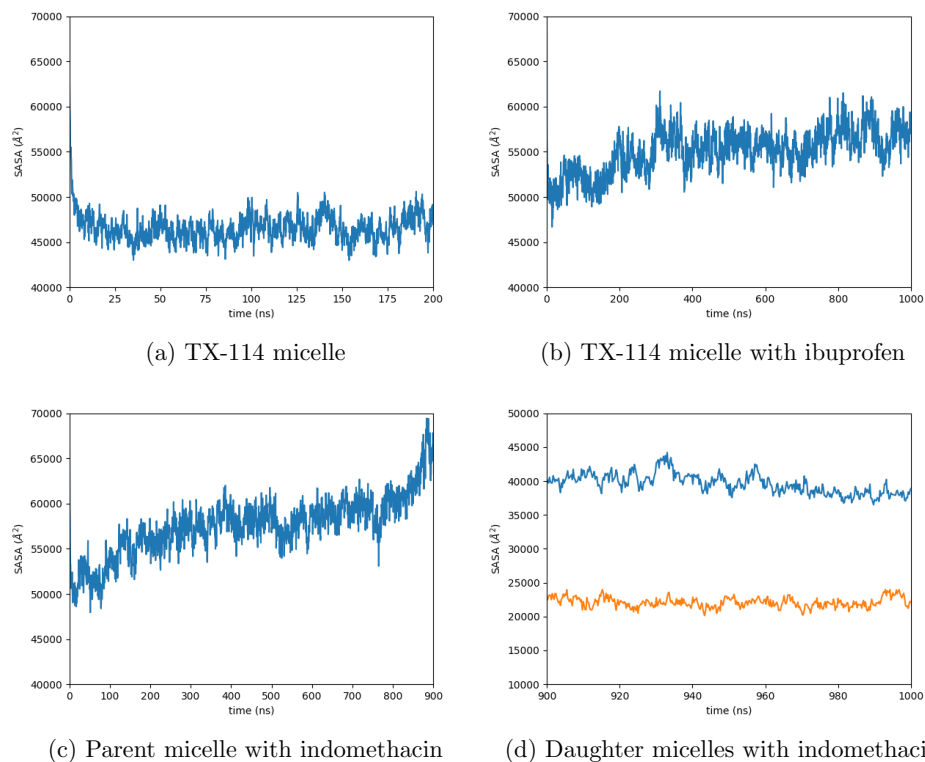 70000
65000
60000
55000
50000
45000
40000
SASA (Å²)
0 25 50 75 100 125 150 175 200
time (ns)
(a) TX-114 micelle
70000
65000
60000
55000
50000
45000
40000
SASA (Å²)
0 200 400 600 800 1000
time (ns)
(b) TX-114 micelle with ibuprofen
70000
65000
60000
55000
50000
45000
40000
SASA (Å²)
0 100 200 300 400 500 600 700 800 900
time (ns)
(c) Parent micelle with indomethacin
50000
45000
40000
35000
30000
25000
20000
15000
10000
SASA (Å²)
900 920 940 960 980 1000
time (ns)
(d) Daughter micelles with indomethaci